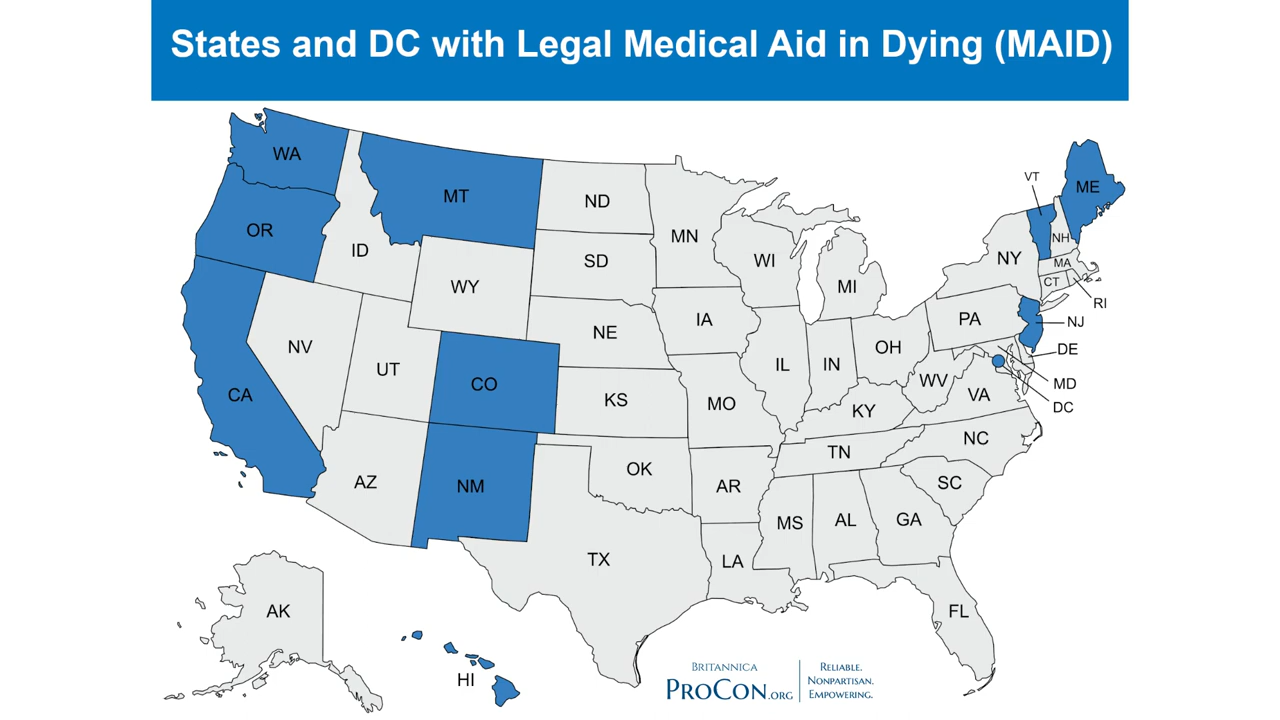 States and DC with Legal Medical Aid in Dying (MAID)
WA
MT
ND
MN
OR
ID
SD
WI
MI
WY
NE
IA
NY
VT
ME
NH
MA
CT
RI
NJ
PA
DE
MD
DC
NV
UT
CO
KS
MO
IL
IN
OH
WV
VA
KY
CA
AZ
NM
OK
AR
TN
NC
SC
MS
AL
GA
TX
LA
FL
AK
HI
BRITANNICA
PROCON.ORG
RELIABLE.
NONPARTISAN.
EMPOWERING.